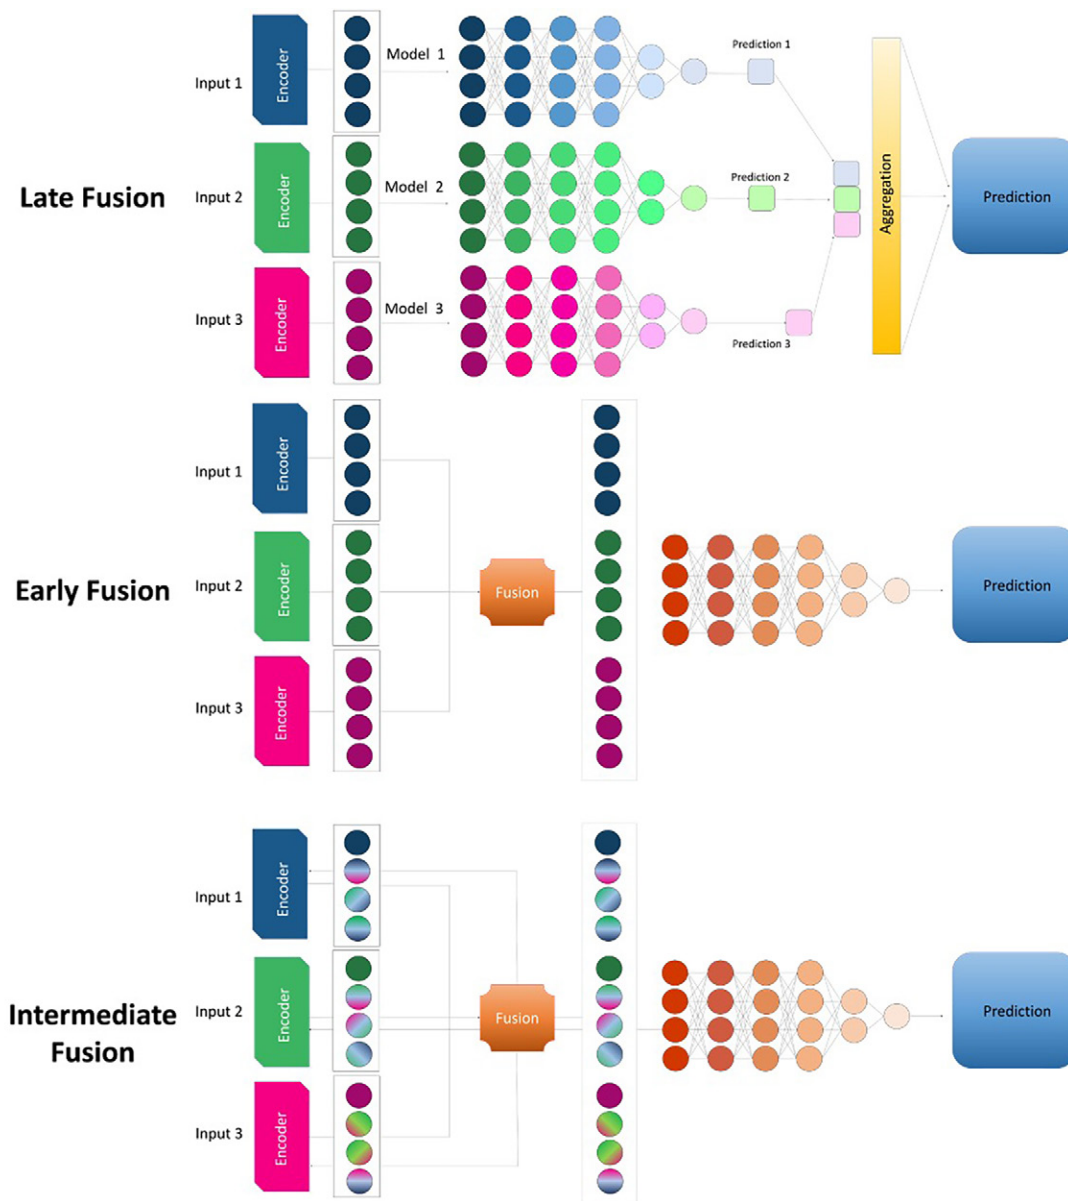 Late Fusion
Input 1
Encoder
Model 1
Prediction 1
Input 2
Encoder
Model 2
Prediction 2
Input 3
Encoder
Model 3
Prediction 3
Aggregation
Prediction
Early Fusion
Input 1
Encoder
Input 2
Encoder
Input 3
Encoder
Fusion
Prediction
Intermediate
Fusion
Input 1
Encoder
Input 2
Encoder
Input 3
Encoder
Fusion
Prediction